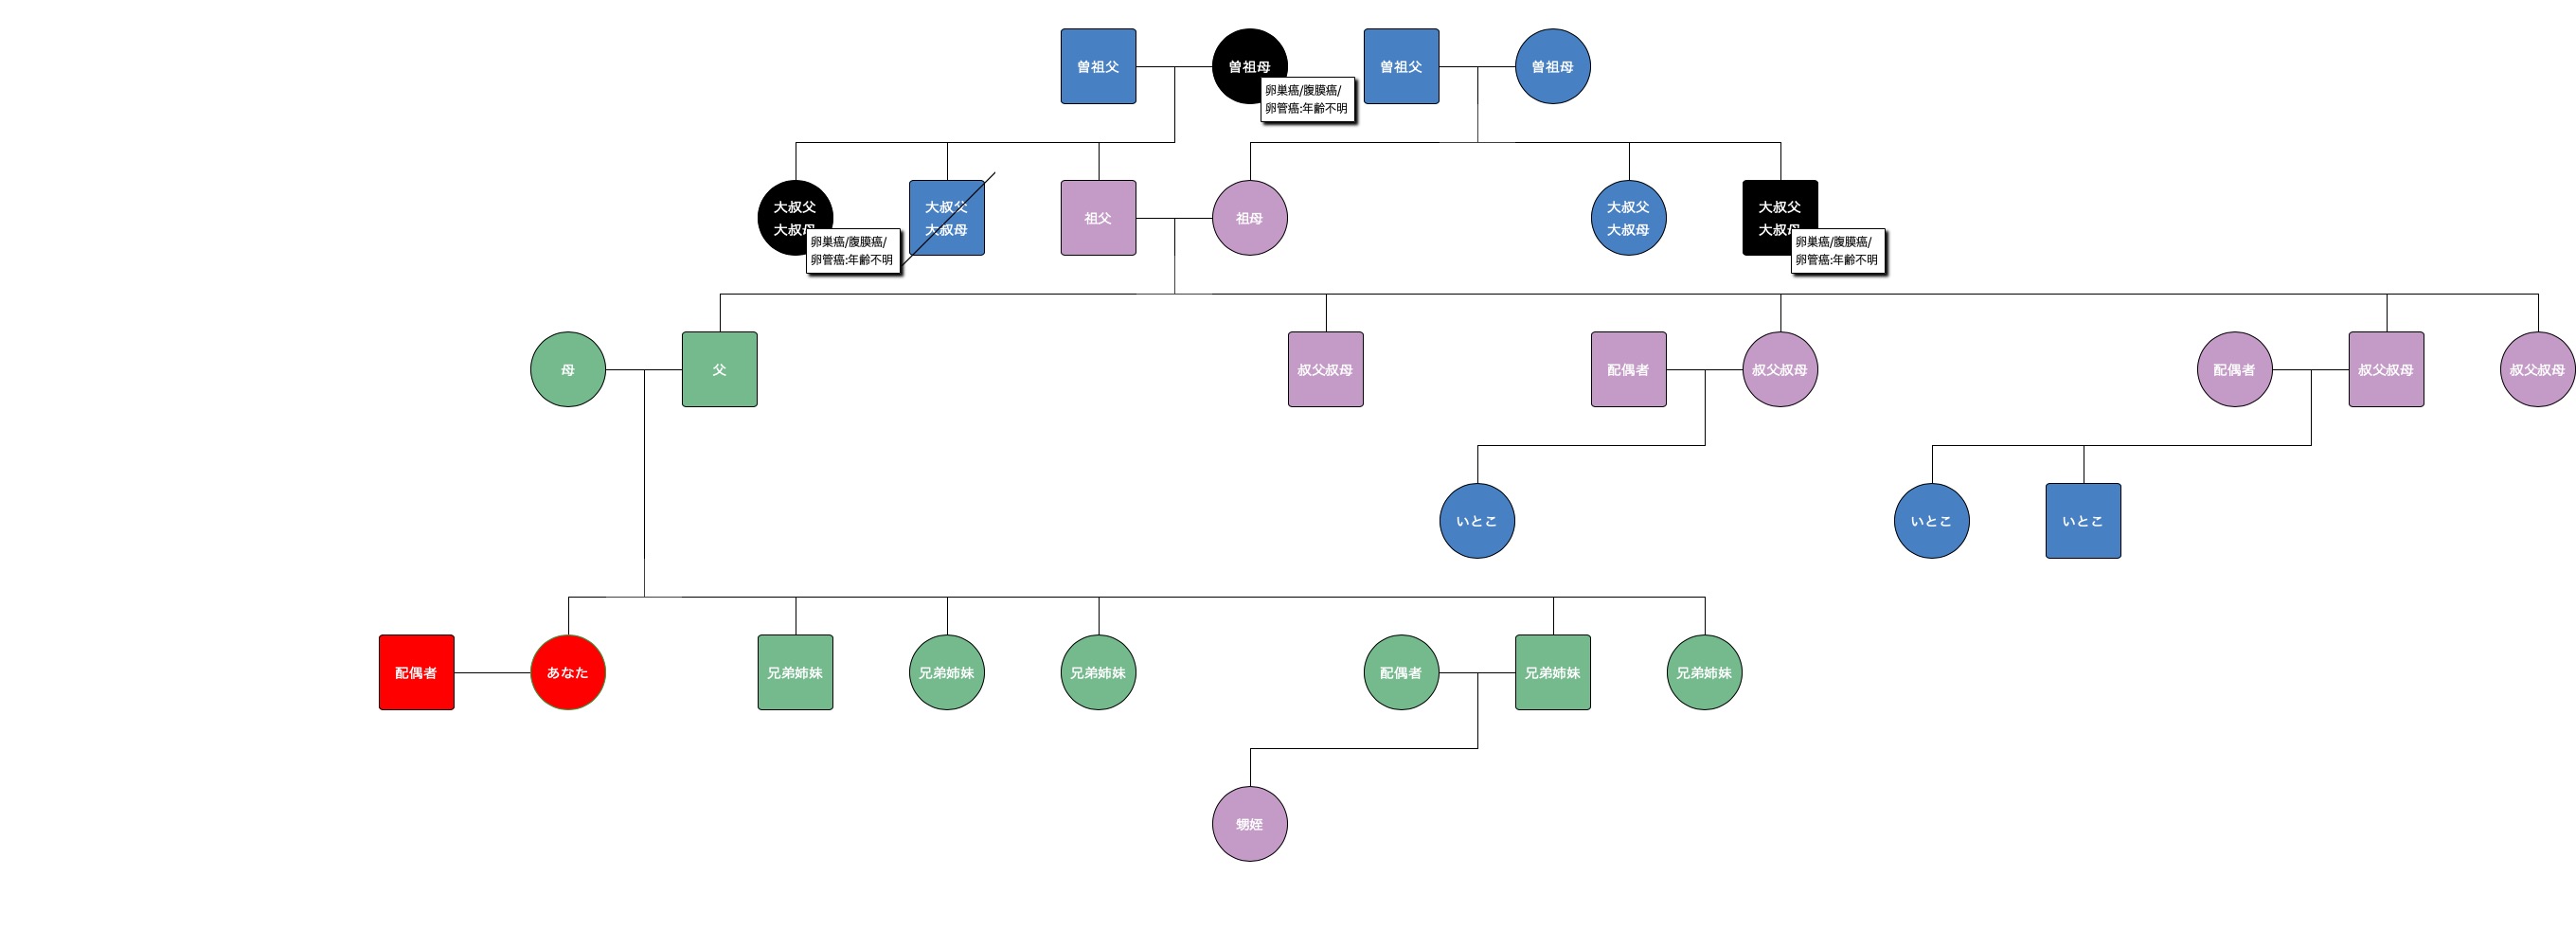 曽祖父
曽祖母
曽祖父
曽祖母
卵巣癌/腹膜癌/
卵管癌:年齢不明
大叔父
大叔母
大叔父
大叔母
祖父
祖母
大叔父
大叔母
大叔父
大叔母
卵巣癌/腹膜癌/
卵管癌:年齢不明
卵巣癌/腹膜癌/
卵管癌:年齢不明
母
父
叔父叔母
配偶者
叔父叔母
配偶者
叔父叔母
叔父叔母
いとこ
いとこ
いとこ
配偶者
あなた
兄弟姉妹
兄弟姉妹
兄弟姉妹
配偶者
兄弟姉妹
兄弟姉妹
甥姪